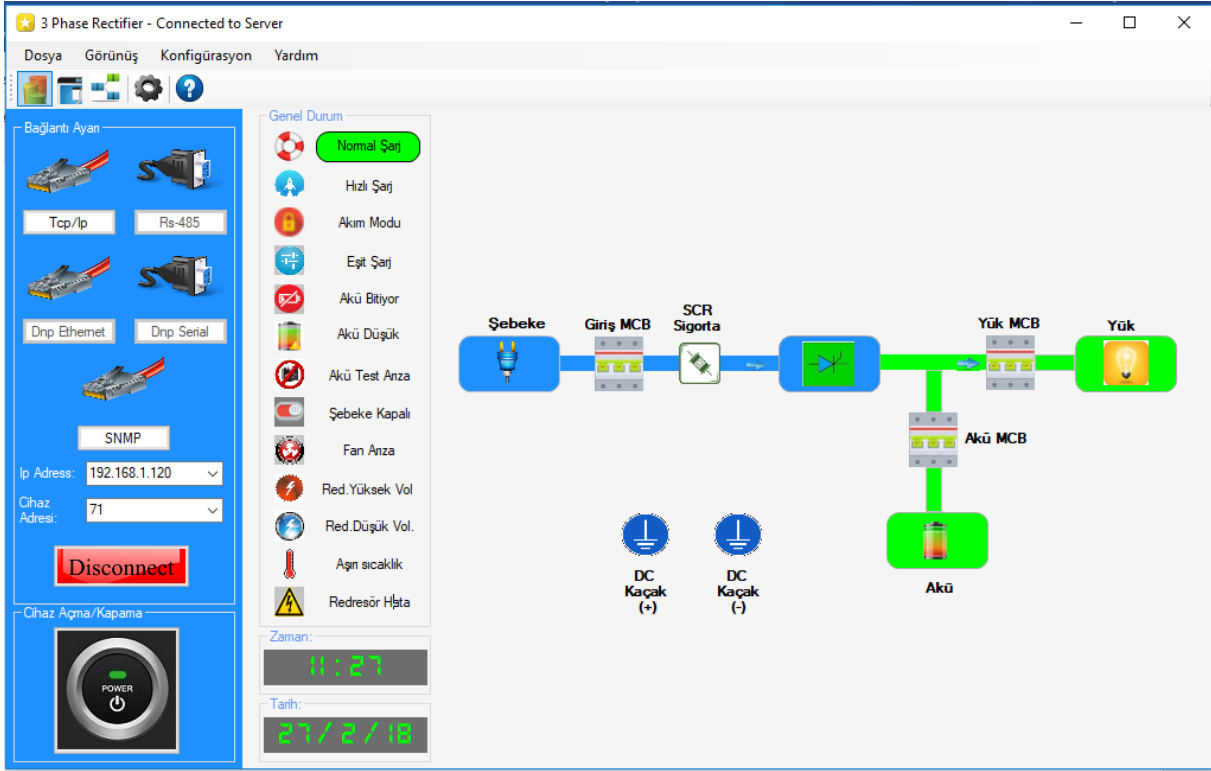 3 Phase Rectifier - Connected to Server
Dosya Görünüş Konfigürasyon Yardım
Bağlantı Ayarı
Tcp/Ip Rs-485
Dnp Ethernet Dnp Serial
SNMP
Ip Adress: 192.168.1.120
Cihaz
Adresi: 71
Disconnect
Cihaz Açma/Kapama
POWER
Genel Durum
Normal Şarj
Hızlı Şarj
Akım Modu
Eşit Şarj
Akü Bitiyor
Akü Düşük
Akü Test Arıza
Şebeke Kapalı
Fan Arıza
Red.Yüksek Vol
Red.Düşük Vol.
Aşırı sıcaklık
Redresör Hata
Zaman:
11:27
Tarih:
27/2/18
Şebeke
Giriş MCB
SCR
Sigorta
Yük MCB
Yük
Akü MCB
Akü
DC
Kaçak
(+)
DC
Kaçak
(-)